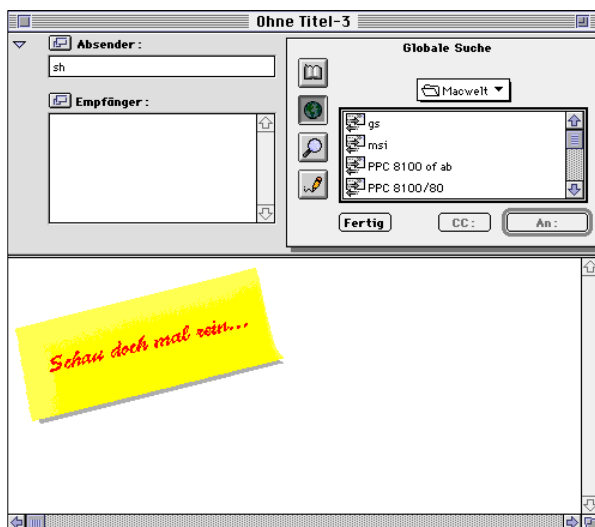 Ohne Titel-3
Absender :
sh
Empfänger :
Globale Suche
Macwelt
gs
msi
PPC 8100 of ab
PPC 8100/80
Fertig
CC :
An :
Schau doch mal rein...